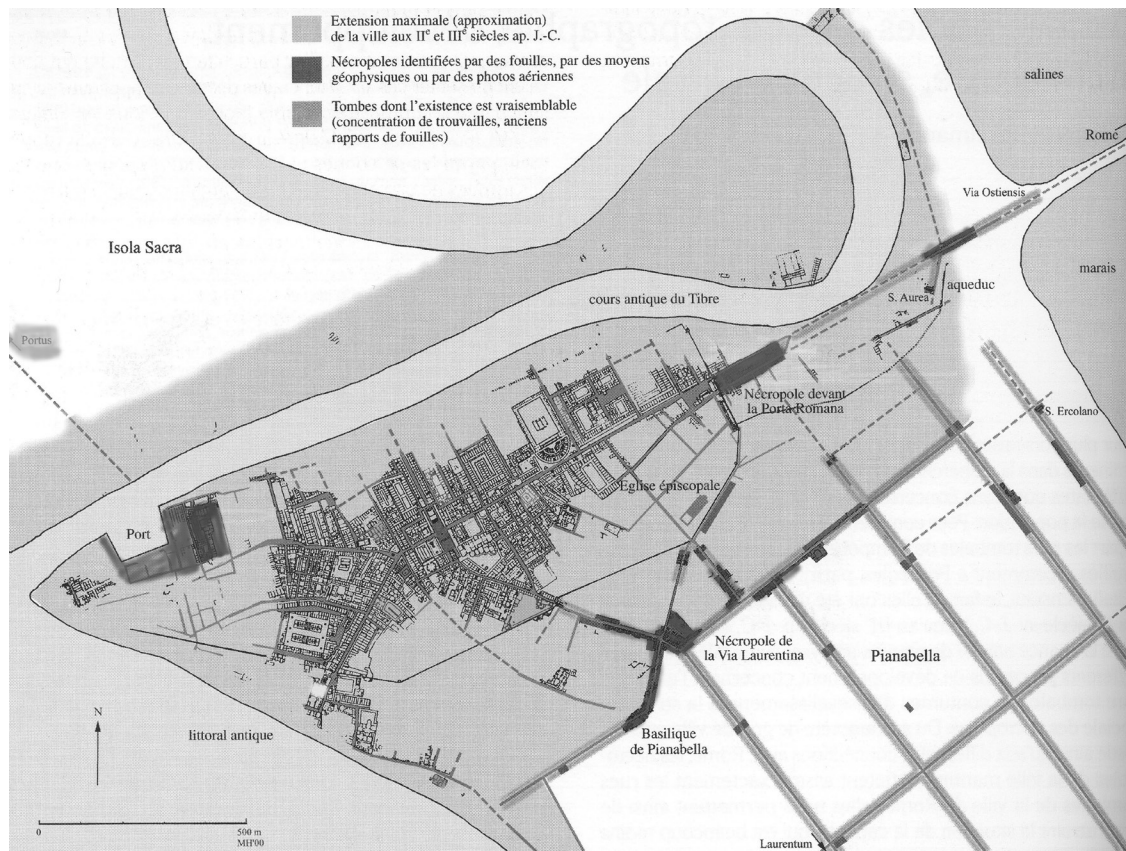 Extension maximale (approximation)
de la ville aux IIe et IIIe siècles ap. J.-C.
Nécropoles identifiées par des fouilles, par des moyens
géophysiques ou par des photos aériennes
Tombes dont l'existence est vraisemblable
(concentration de trouvailles, anciens
rapports de fouilles)
salines
Rome
Via Ostiensis
Isola Sacra
marais
aqueduc
S. Aurea
cours antique du Tibre
Portus
Nécropole devant
la Porta Romana
S. Ercolano
Eglise épiscopale
Port
Nécropole de
la Via Laurentina
Pianabella
N
littoral antique
Basilique
de Pianabella
0
500 m
MH'00
Laurentum